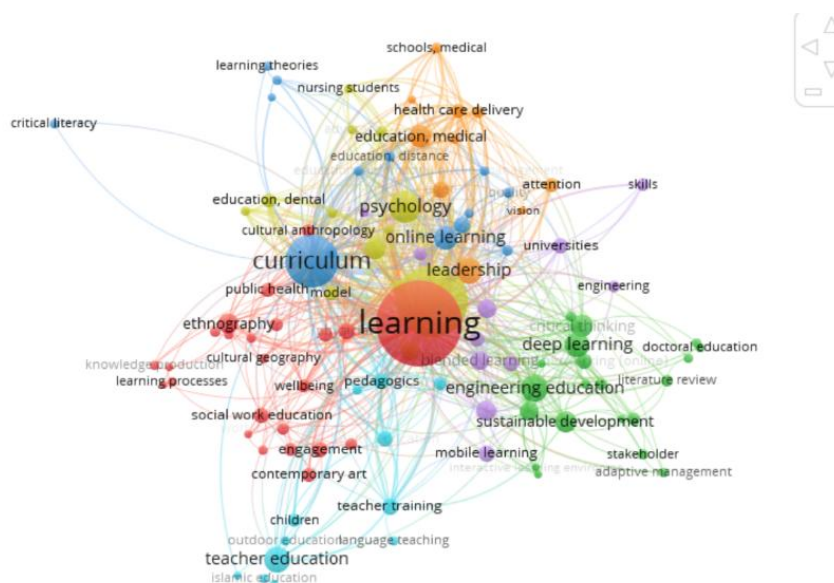 schools, medical
learning theories
nursing students
health care delivery
critical literacy
education, medical
education, distance
attention
skills
education, dental
psychology
vision
cultural anthropology
online learning
universities
curriculum
leadership
public health
model
engineering
learning
ethnography
critical thinking
deep learning
doctoral education
cultural geography
blended learning
knowledge production
learning processes
wellbeing
pedagogics
engineering education
literature review
social work education
sustainable development
engagement
mobile learning
stakeholder
contemporary art
adaptive management
teacher training
children
outdoor education
language teaching
teacher education
islamic education